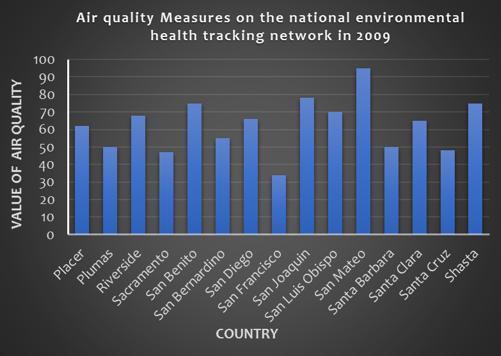 Air quality Measures on the national environmental
health tracking network in 2009
VALUE OF AIR QUALITY
100
90
80
70
60
50
40
30
20
10
0
Placer
Plumas
Riverside
Sacramento
San Benito
San Bernardino
San Diego
San Francisco
San Joaquin
San Luis Obispo
San Mateo
Santa Barbara
Santa Clara
Santa Cruz
Shasta
COUNTRY